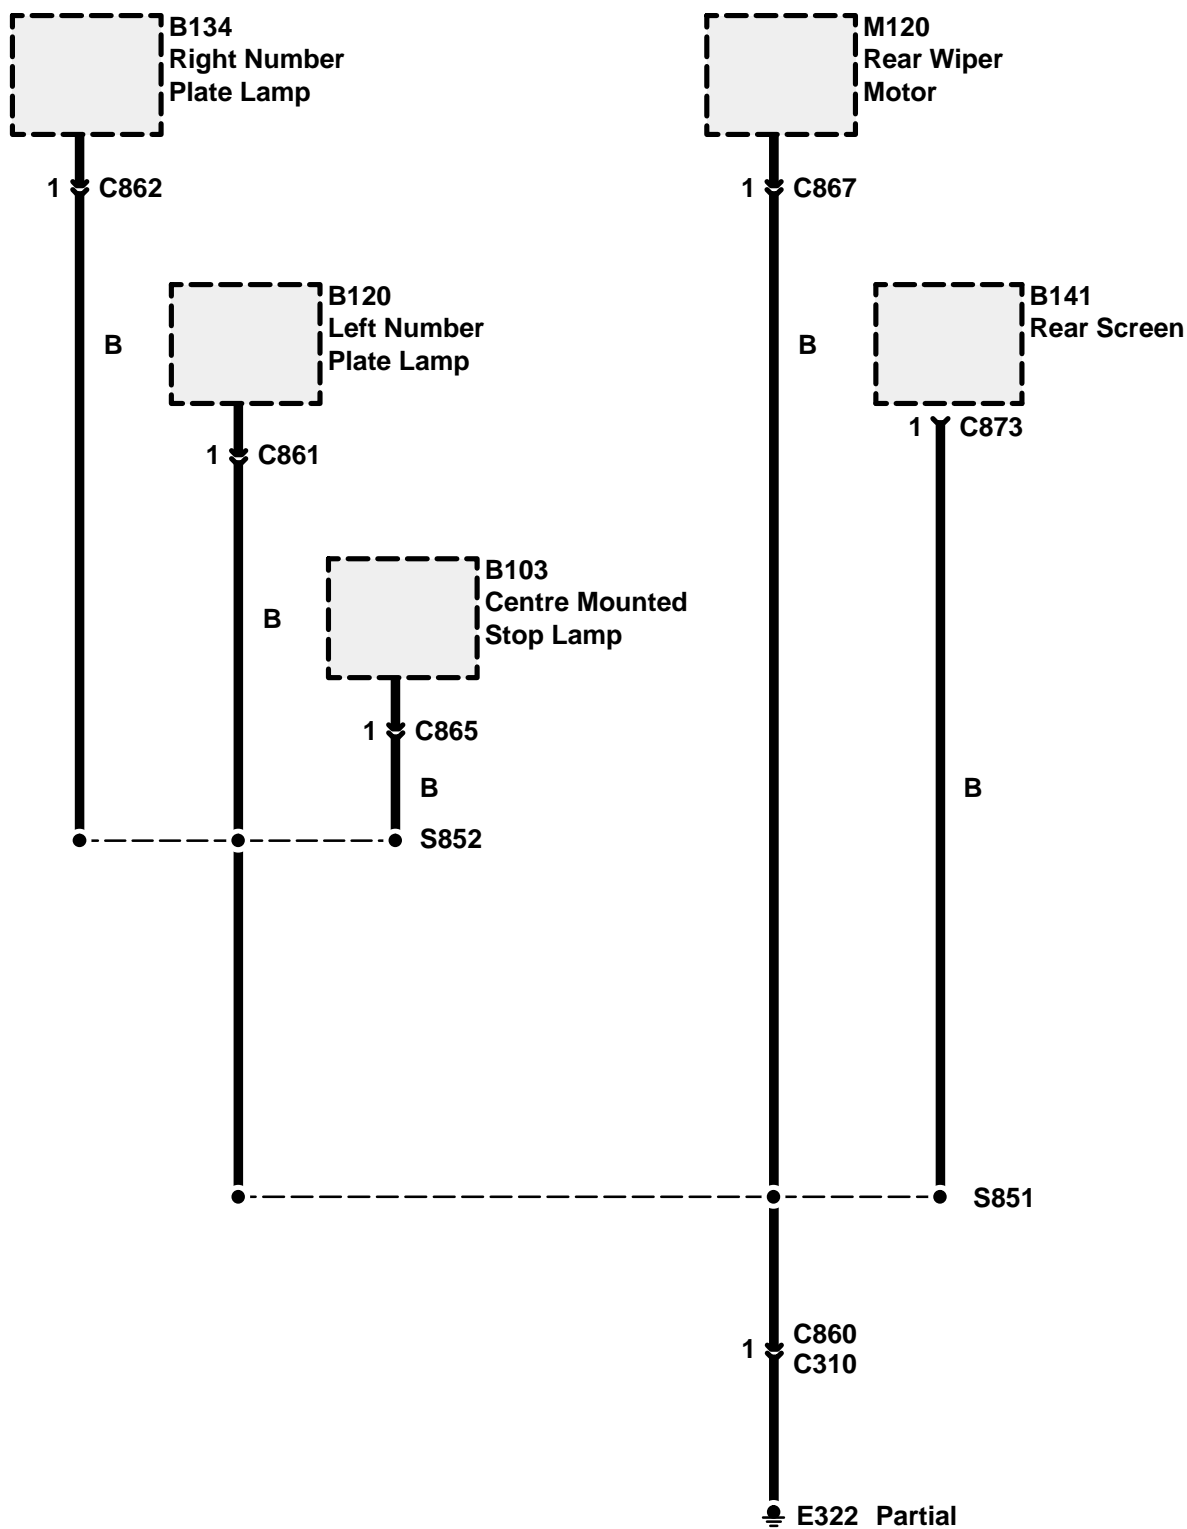 B134
Right Number
Plate Lamp
M120
Rear Wiper
Motor
1 C862
1 C867
B120
Left Number
Plate Lamp
B141
Rear Screen
B
B
1 C873
1 C861
B103
Centre Mounted
Stop Lamp
B
1 C865
B
B
S852
S851
1
C860
C310
E322 Partial